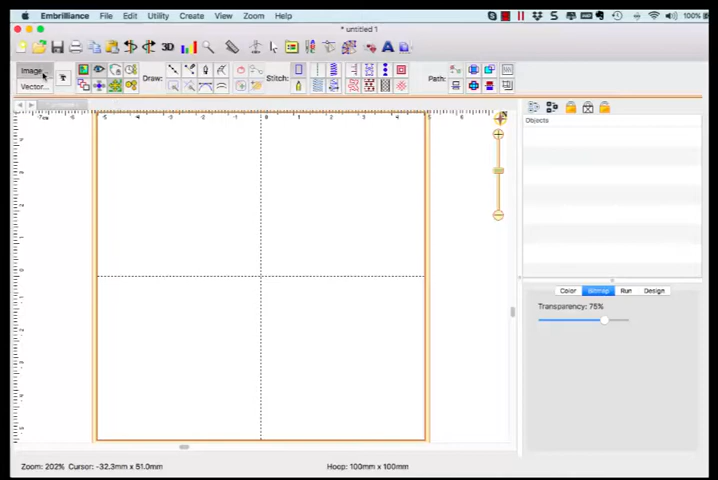 Embrilliance File Edit Utility Create View Zoom Help 100%
* untitled 1
3D
Image...
Draw: Stitch: Path:
Vector...
Objects
Color Bitmap Run Design
Transparency: 75%
Zoom: 202% Cursor: -32.3mm x 51.0mm Hoop: 100mm x 100mm